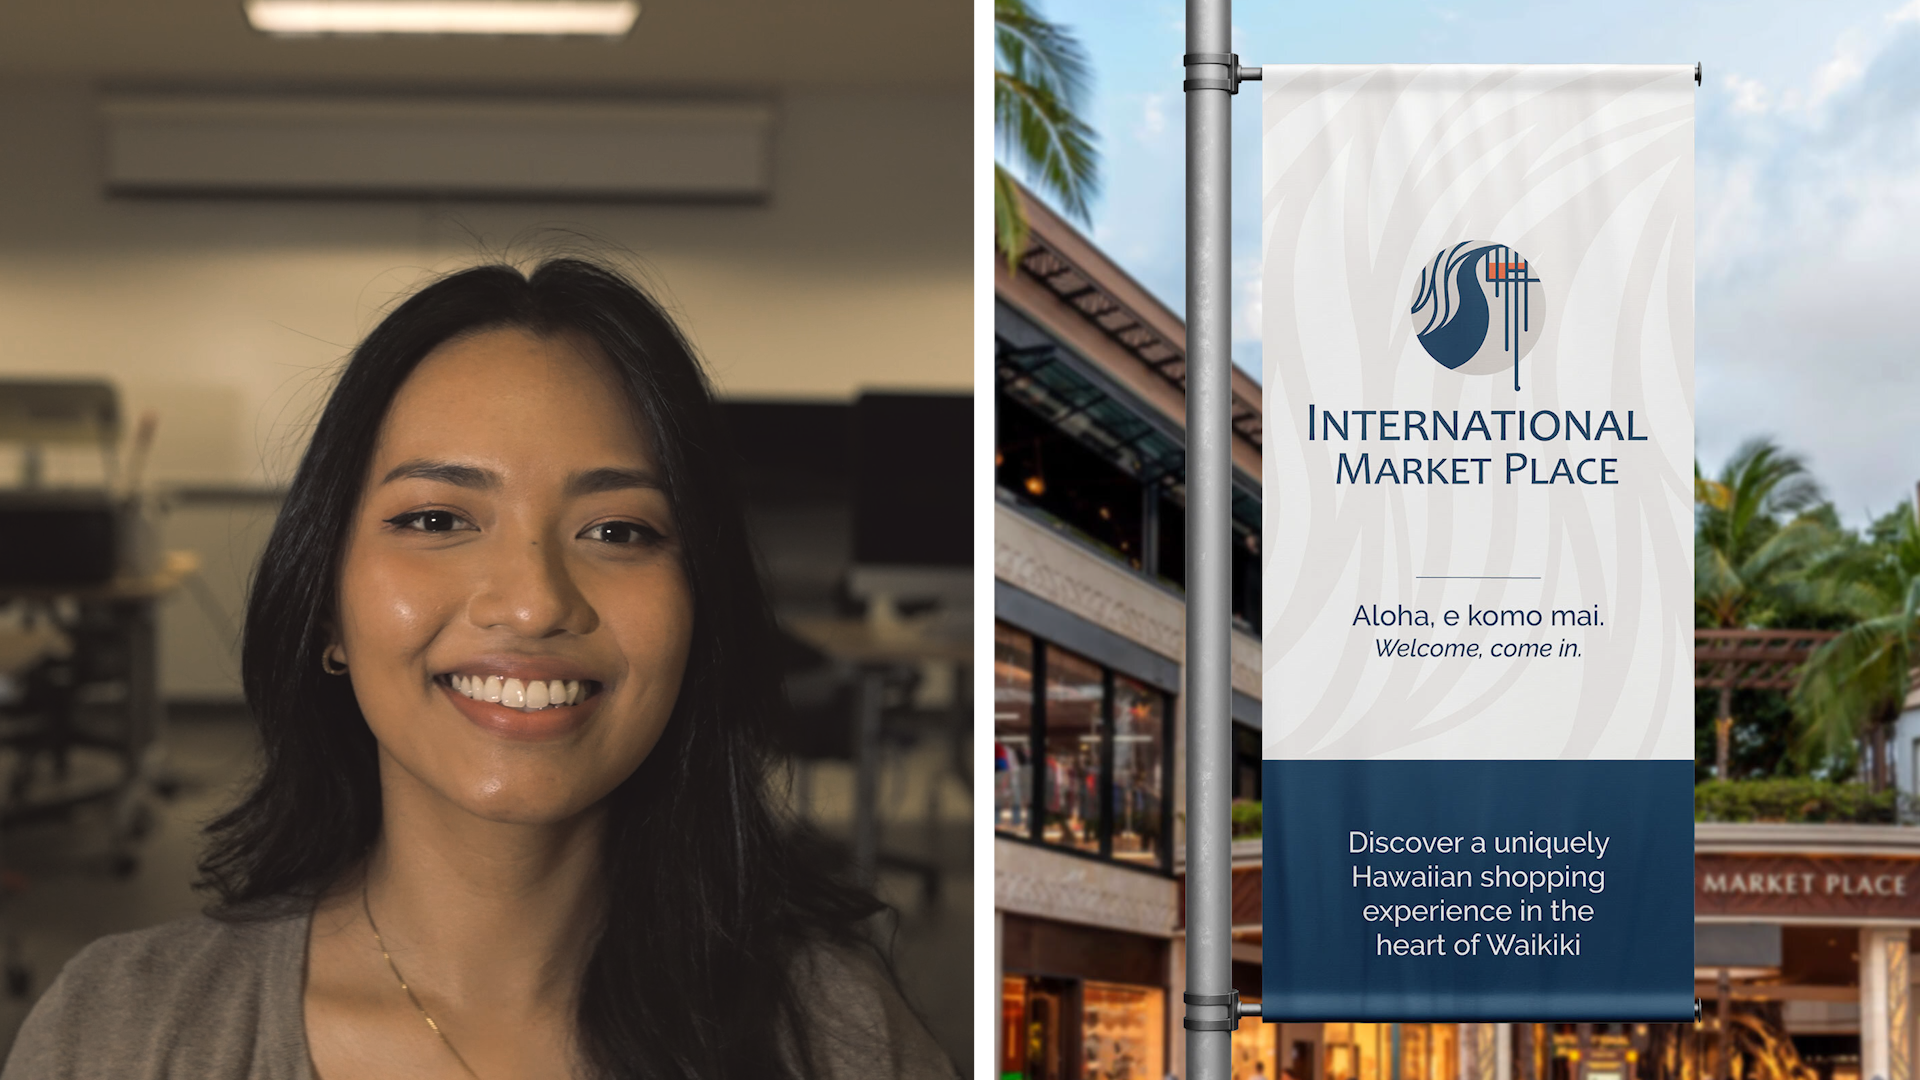 INTERNATIONAL
MARKET PLACE
Aloha, e komo mai.
Welcome, come in.
Discover a uniquely
Hawaiian shopping
experience in the
heart of Waikiki
MARKET PLACE